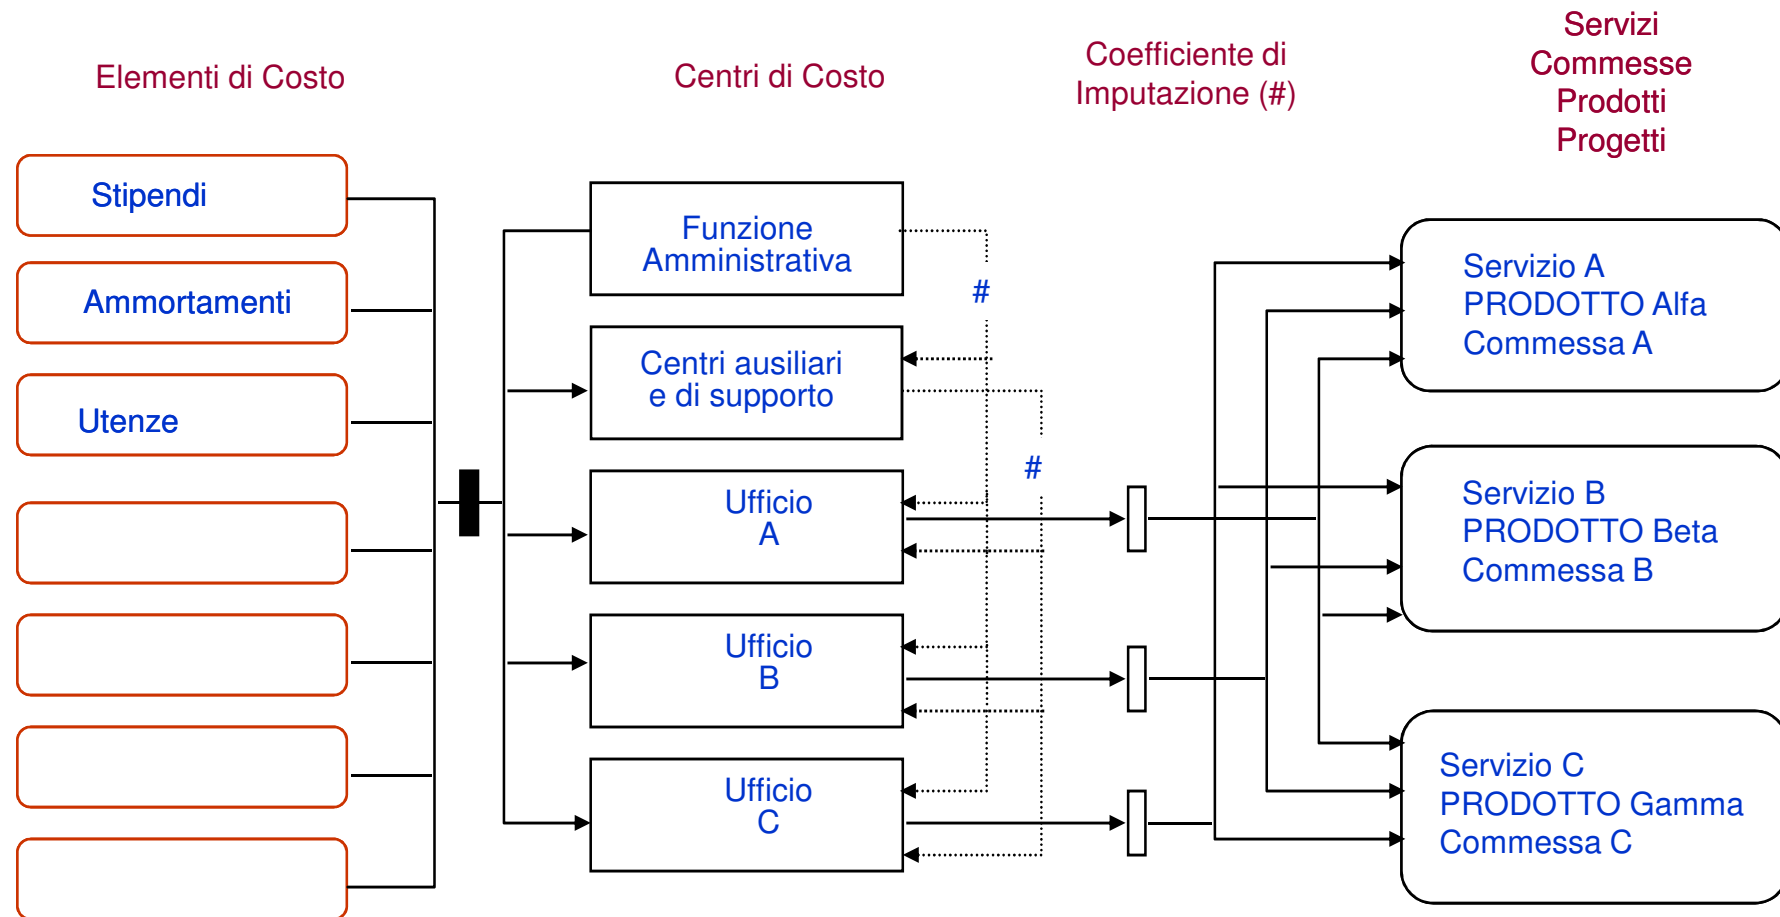 Elementi di Costo
Centri di Costo
Coefficiente di
Imputazione (#)
Servizi
Commesse
Prodotti
Progetti
Stipendi
Ammortamenti
Utenze
Funzione
Amministrativa
#
Centri ausiliari
e di supporto
#
Ufficio
A
Ufficio
B
Ufficio
C
Servizio A
PRODOTTO Alfa
Commessa A
Servizio B
PRODOTTO Beta
Commessa B
Servizio C
PRODOTTO Gamma
Commessa C